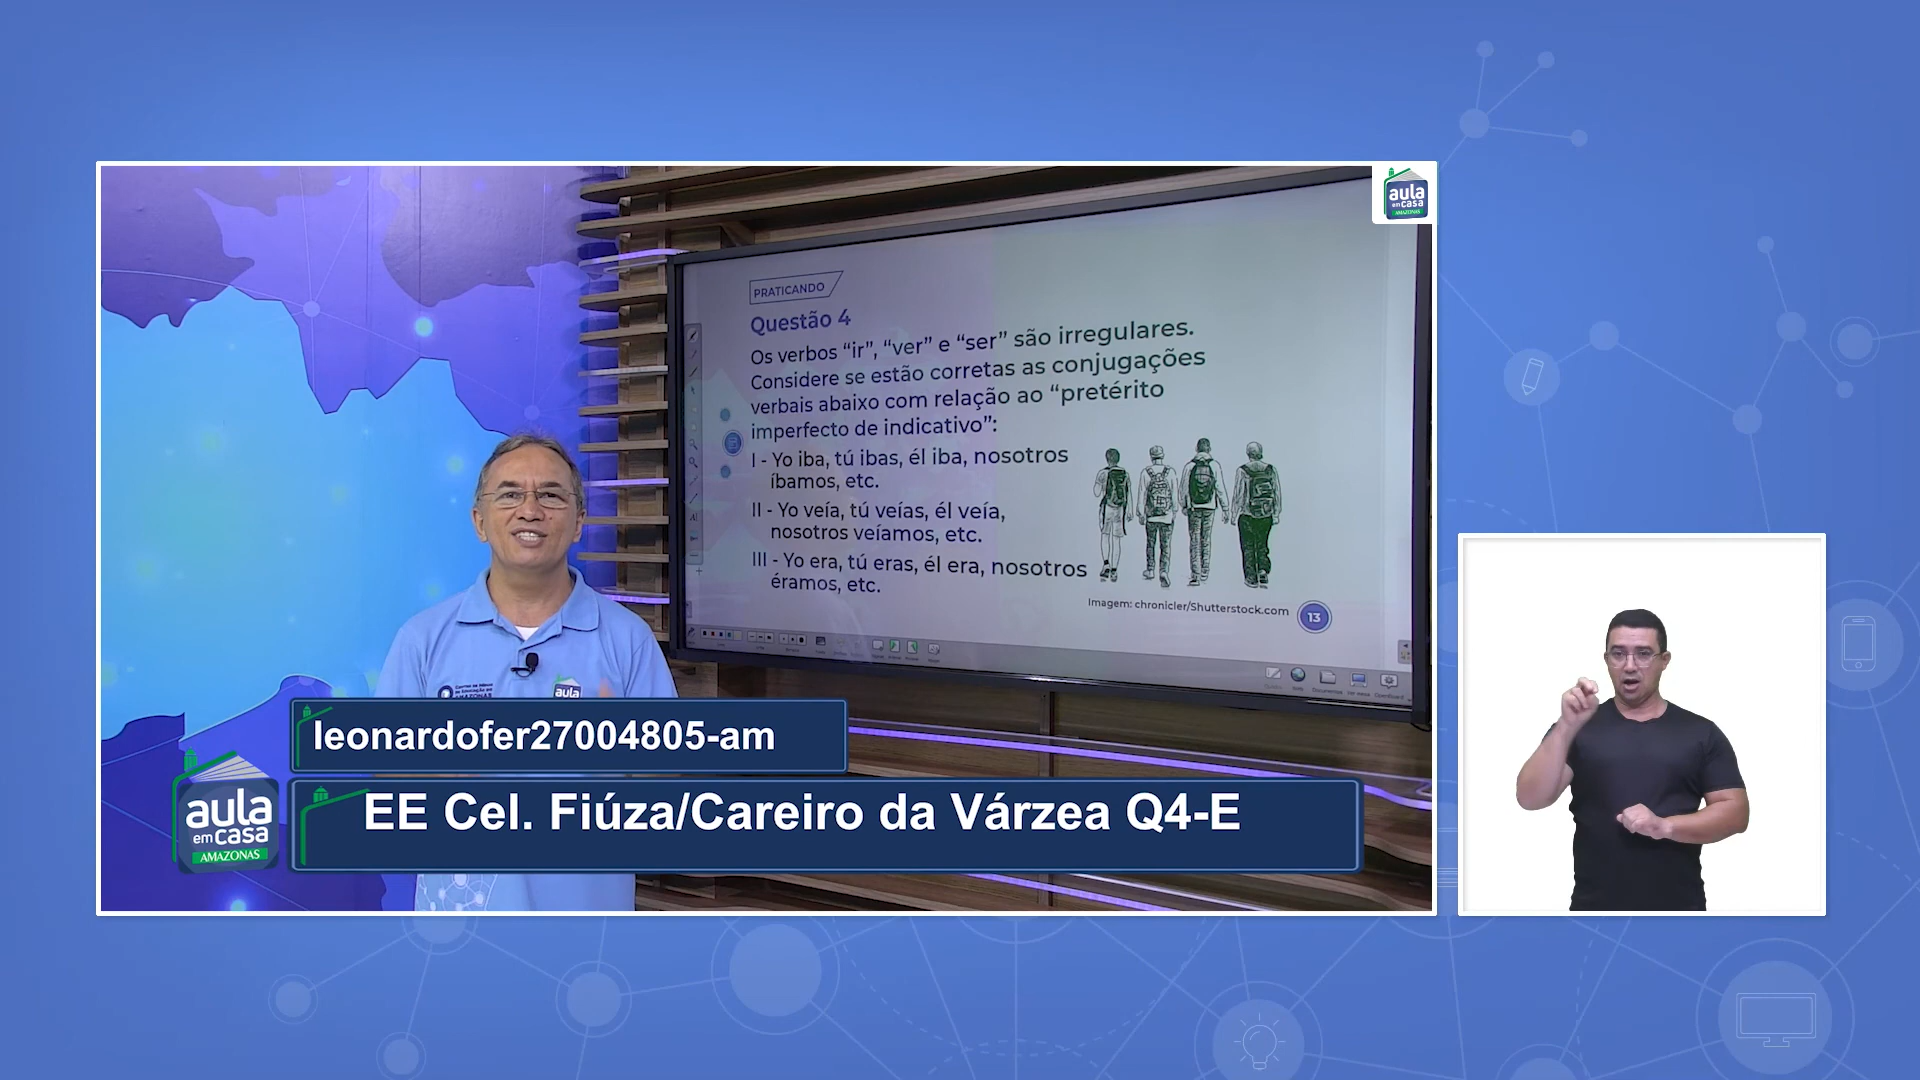 aula
em casa
AMAZONAS
PRATICANDO
Questão 4
Os verbos “ir”, “ver” e “ser” são irregulares.
Considere se estão corretas as conjugações
verbais abaixo com relação ao “pretérito
imperfecto de indicativo”:
I - Yo iba, tú ibas, él iba, nosotros
íbamos, etc.
II - Yo veía, tú veías, él veía,
nosotros veíamos, etc.
III - Yo era, tú eras, él era, nosotros
éramos, etc.
Imagem: chronicler/Shutterstock.com
13
aula
leonardofer27004805-am
aula
em casa
AMAZONAS
EE Cel. Fiúza/Careiro da Várzea Q4-E